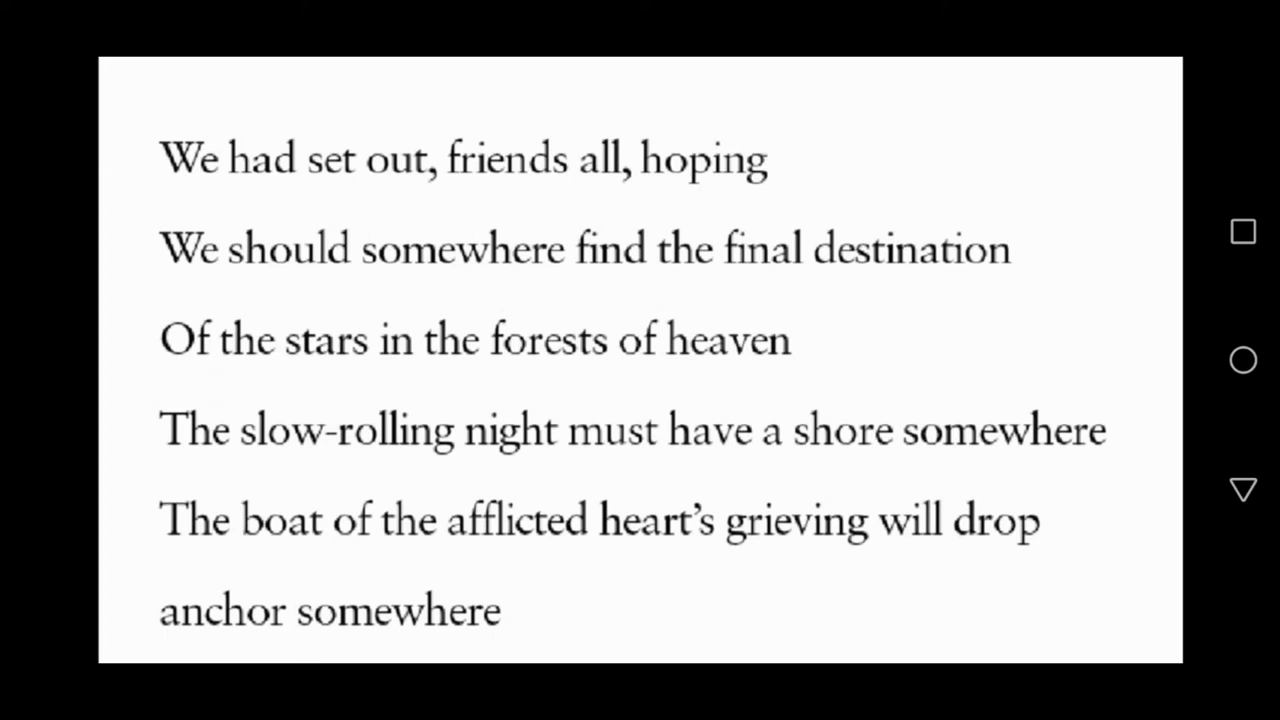 We had set out, friends all, hoping
We should somewhere find the final destination
Of the stars in the forests of heaven
The slow-rolling night must have a shore somewhere
The boat of the afflicted heart’s grieving will drop
anchor somewhere